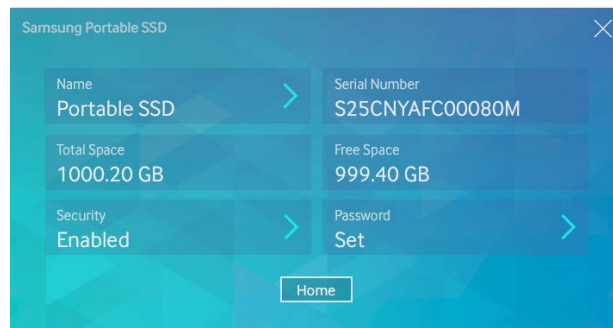 Samsung Portable SSD
Name
Portable SSD
Serial Number
S25CNYAFC00080M
Total Space
1000.20 GB
Free Space
999.40 GB
Security
Enabled
Password
Set
Home